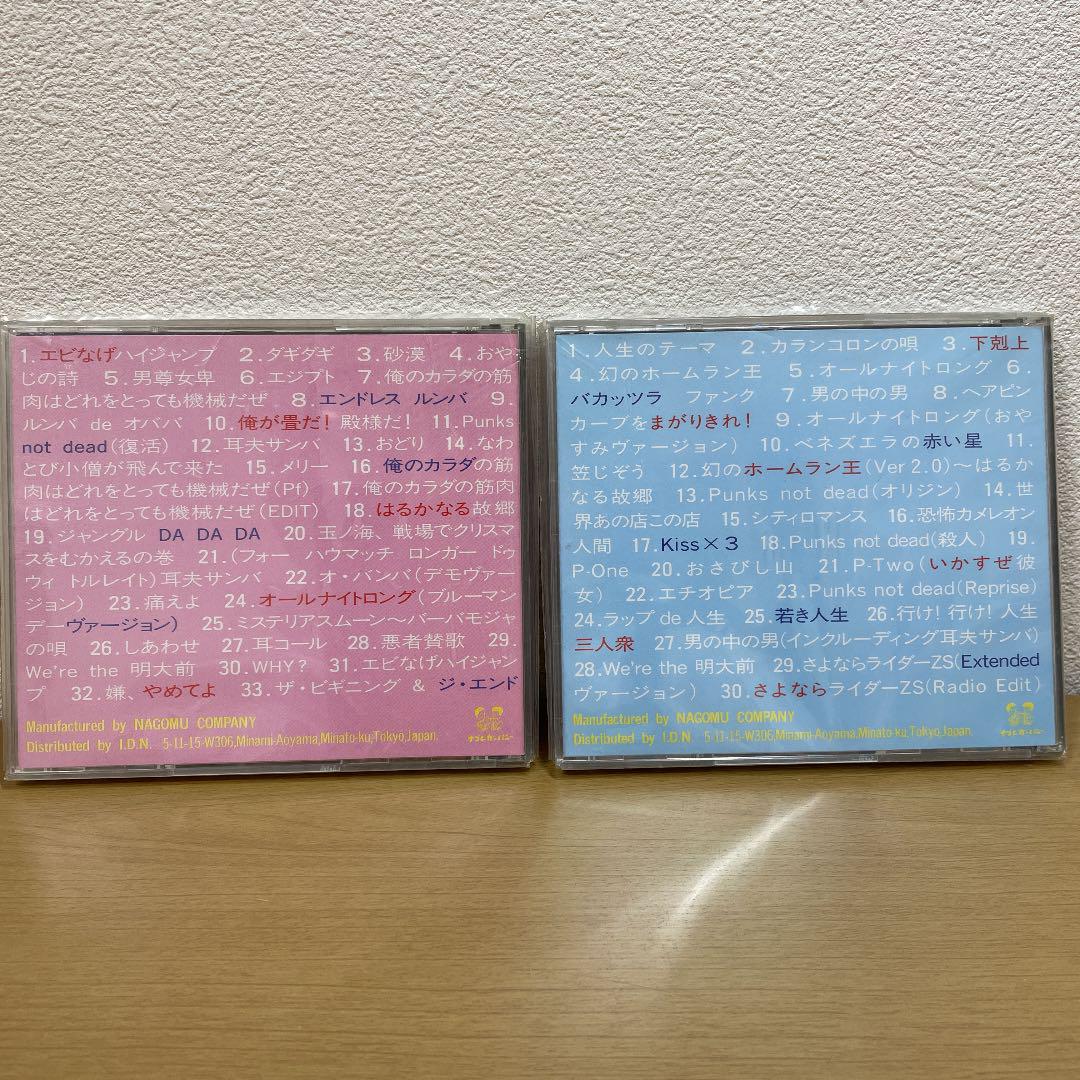 1.エビなげハイジャンプ 2.ダギダギ 3.砂漠 4.おや
じの詩 5.男尊女卑 6.エジプト 7.俺のカラダの筋
肉はどれをとっても機械だぜ 8.エンドレス ルンバ 9.
ルンバ de オババ 10.俺が畳だ!殿様だ! 11.Punks
not dead(復活) 12.耳夫サンバ 13.おどり 14.なわ
とび小僧が飛んで来た 15.メリー 16.俺のカラダの筋
肉はどれをとっても機械だぜ(Pf) 17.俺のカラダの筋肉
はどれをとっても機械だぜ(EDIT) 18.はるかなる故郷
19.ジャングル DA DA DA 20.玉ノ海、戦場でクリスマ
スをむかえるの巻 21.(フォー ハウマッチ ロンガー ドゥ
ウィ トルレイト)耳夫サンバ 22.オ・バンバ(デモヴァー
ジョン) 23.痛えよ 24.オールナイトロング(ブルーマン
デーヴァージョン) 25.ミステリアスムーン～バーバモジャ
の唄 26.しあわせ 27.耳コール 28.悪者賛歌 29.
We're the 明大前 30.WHY? 31.エビなげハイジャン
プ 32.嫌、やめてよ 33.ザ・ビギニング & ジ・エンド
Manufactured by NAGOMU COMPANY
Distributed by I.D.N. 5-11-15-W306,Minami-Aoyama,Minato-ku,Tokyo,Japan.
ナゴムカンパニー
1.人生のテーマ 2.カランコロンの唄 3.下剋上
4.幻のホームラン王 5.オールナイトロング 6.
バカッツラ ファンク 7.男の中の男 8.ヘアピン
カーブをまがりきれ! 9.オールナイトロング(おや
すみヴァージョン) 10.ベネズエラの赤い星 11.
笠じぞう 12.幻のホームラン王(Ver 2.0)～はるか
なる故郷 13.Punks not dead(オリジン) 14.世
界あの店この店 15.シティロマンス 16.恐怖カメレオン
人間 17.Kiss×3 18.Punks not dead(殺人) 19.
P-One 20.おさびし山 21.P-Two(いかすぜ彼
女) 22.エチオピア 23.Punks not dead(Reprise)
24.ラップde人生 25.若き人生 26.行け!行け!人生
三人衆 27.男の中の男(インクルーディング耳夫サンバ)
28.We're the 明大前 29.さよならライダーZS(Extended
ヴァージョン) 30.さよならライダーZS(Radio Edit)
Manufactured by NAGOMU COMPANY
Distributed by I.D.N. 5-11-15-W306,Minami-Aoyama,Minato-ku,Tokyo,Japan.
ナゴムカンパニー